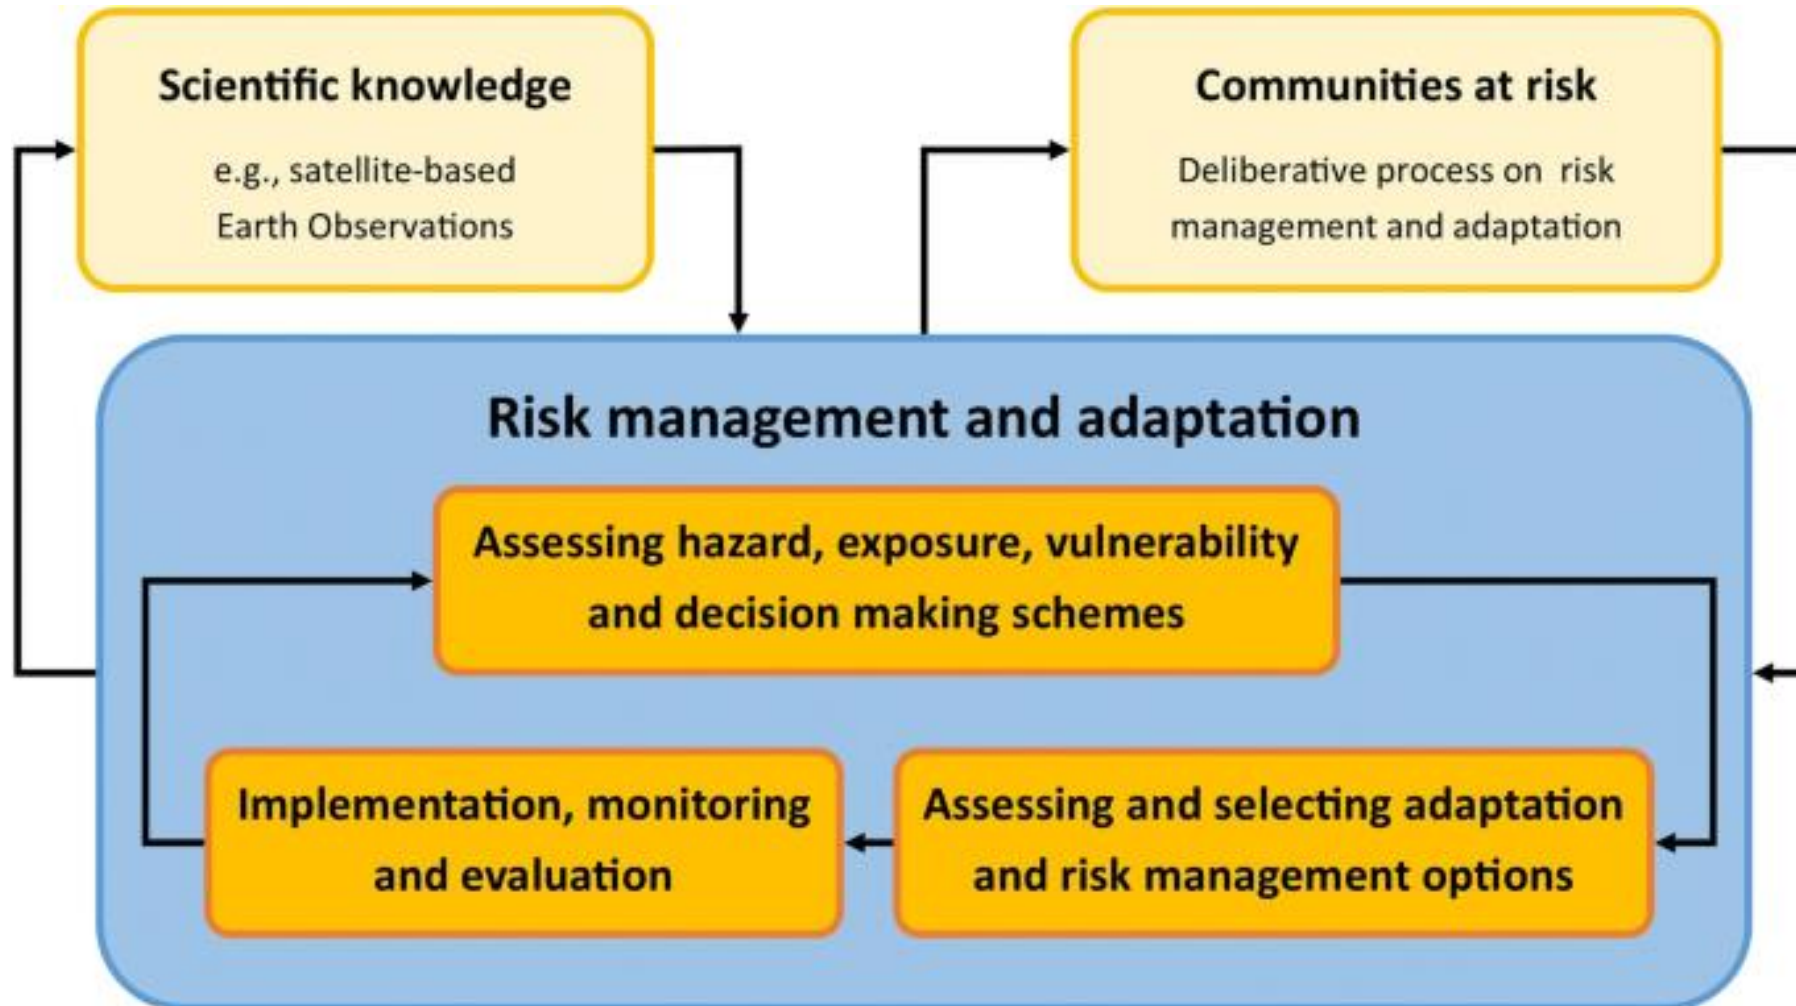 Scientific knowledge
e.g., satellite-based
Earth Observations
Communities at risk
Deliberative process on risk
management and adaptation
Risk management and adaptation
Assessing hazard, exposure, vulnerability
and decision making schemes
Implementation, monitoring
and evaluation
Assessing and selecting adaptation
and risk management options